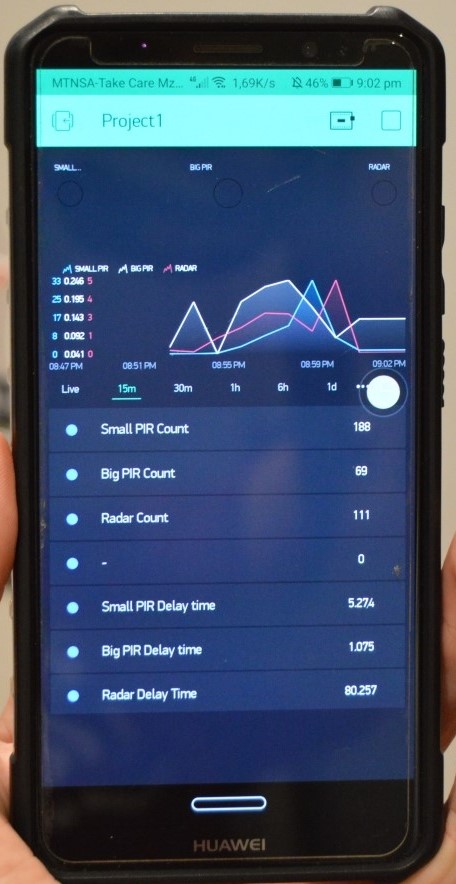 MTNSA-Take Care Mz... 4G 1,69K/s 46% 9:02 pm
Project1
SMALL... BIG PIR RADAR
SMALL PIR BIG PIR RADAR
33 0.246 5
25 0.195 4
17 0.143 3
8 0.092 1
0 0.041 0
08:47 PM 08:51 PM 08:55 PM 08:59 PM 09:02 PM
Live 15m 30m 1h 6h 1d
Small PIR Count 188
Big PIR Count 69
Radar Count 111
- 0
Small PIR Delay time 5.27,4
Big PIR Delay time 1.075
Radar Delay Time 80.257
HUAWEI